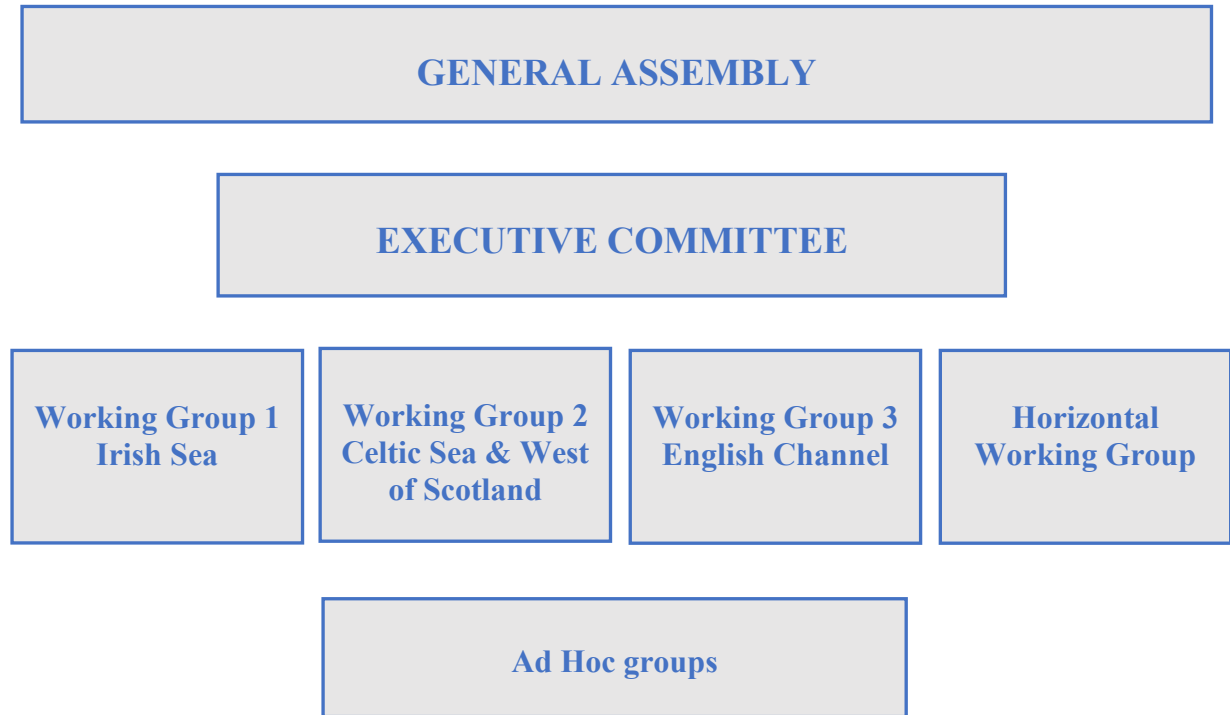 GENERAL ASSEMBLY
EXECUTIVE COMMITTEE
Working Group 1
Irish Sea
Working Group 2
Celtic Sea & West
of Scotland
Working Group 3
English Channel
Horizontal
Working Group
Ad Hoc groups